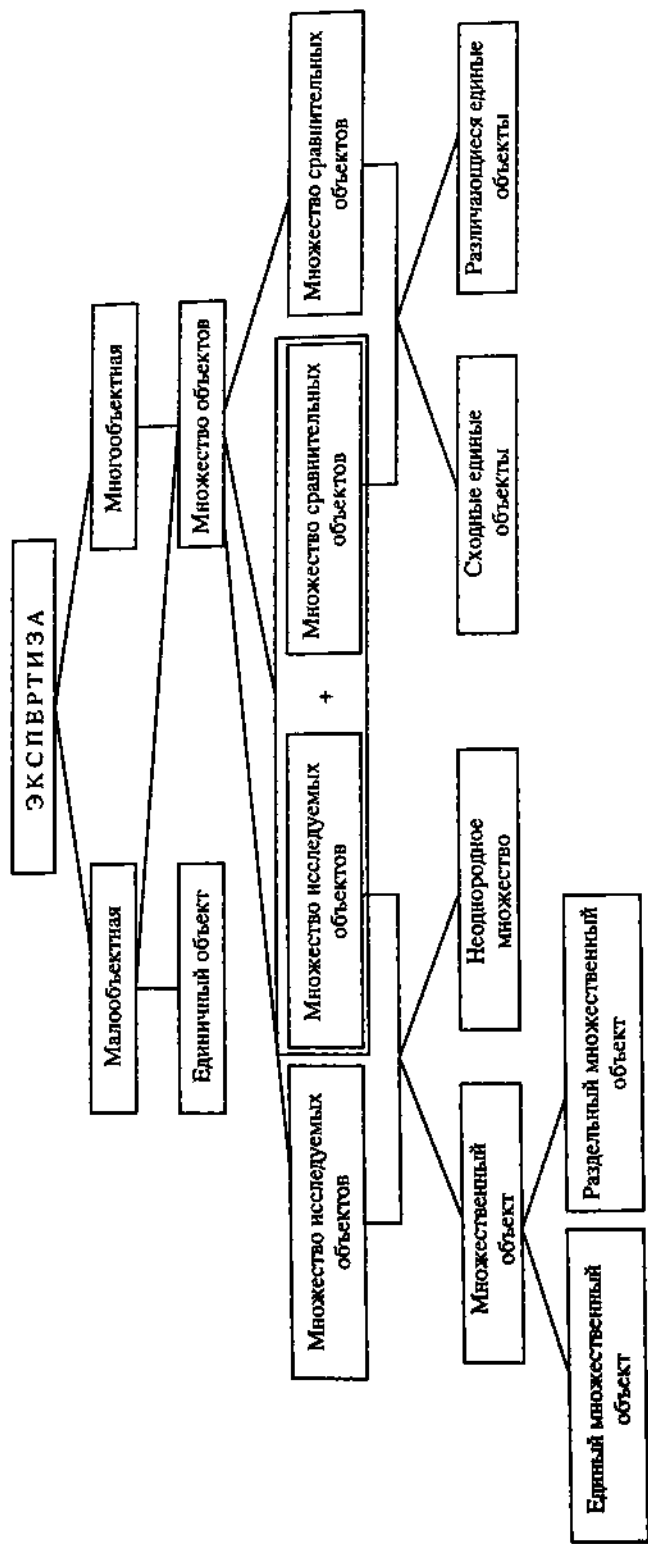 ЭКСПЕРТИЗА
Малообъектная
Многообъектная
Единичный объект
Множество объектов
Множество исследуемых
объектов
Множество исследуемых
объектов
+
Множество сравнительных
объектов
Множество сравнительных
объектов
Множественный
объект
Неоднородное
множество
Сходные единые
объекты
Различающиеся единые
объекты
Единый множественный
объект
Раздельный множественный
объект